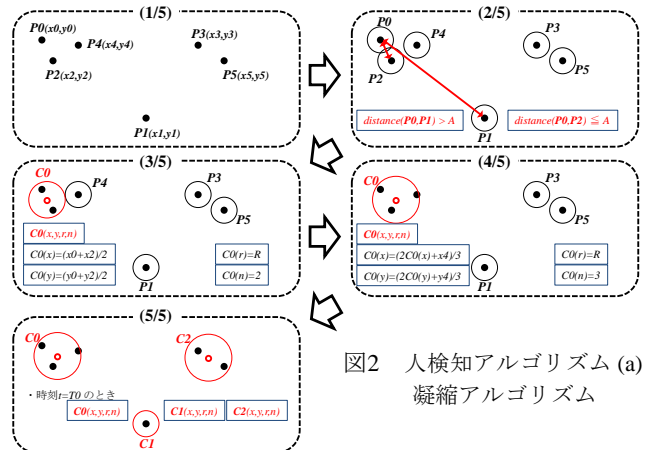 (1/5)
P0(x0,y0)
P4(x4,y4)
P2(x2,y2)
P3(x3,y3)
P5(x5,y5)
P1(x1,y1)
(2/5)
P0
P4
P2
P3
P5
P1
distance(P0,P1) > A
distance(P0,P2) ≦ A
(3/5)
C0
P4
P3
P5
C0(x,y,r,n)
C0(x)=(x0+x2)/2
C0(y)=(y0+y2)/2
P1
C0(r)=R
C0(n)=2
(4/5)
C0
P3
P5
C0(x,y,r,n)
C0(x)=(2C0(x)+x4)/3
C0(y)=(2C0(y)+y4)/3
P1
C0(r)=R
C0(n)=3
(5/5)
C0
C2
・時刻t=T0 のとき
C0(x,y,r,n)
C1
C1(x,y,r,n)
C2(x,y,r,n)
図2 人検知アルゴリズム (a)
凝縮アルゴリズム